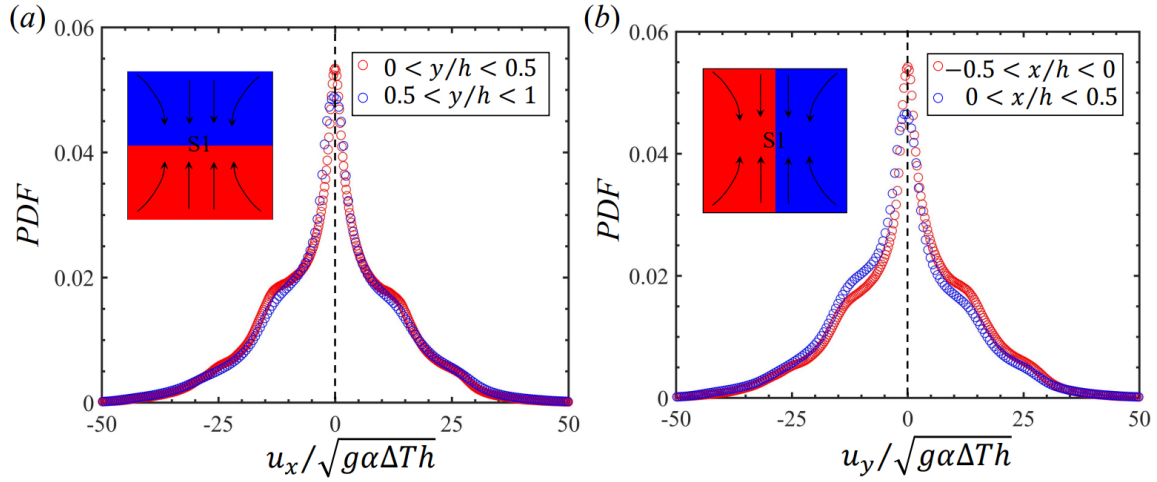 (a)
0.06
0.04
0.02
0
PDF
0 < y/h < 0.5
0.5 < y/h < 1
S1
-50
-25
0
25
50
u_x/√gαΔTh
(b)
0.06
0.04
0.02
0
PDF
−0.5 < x/h < 0
0 < x/h < 0.5
S1
-50
-25
0
25
50
u_y/√gαΔTh